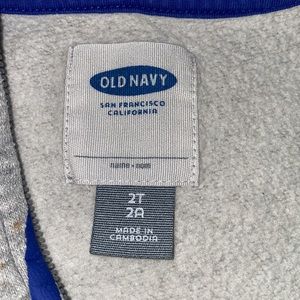 OLD NAVY
SAN FRANCISCO
CALIFORNIA
name • nom
2T
2A
MADE IN
CAMBODIA